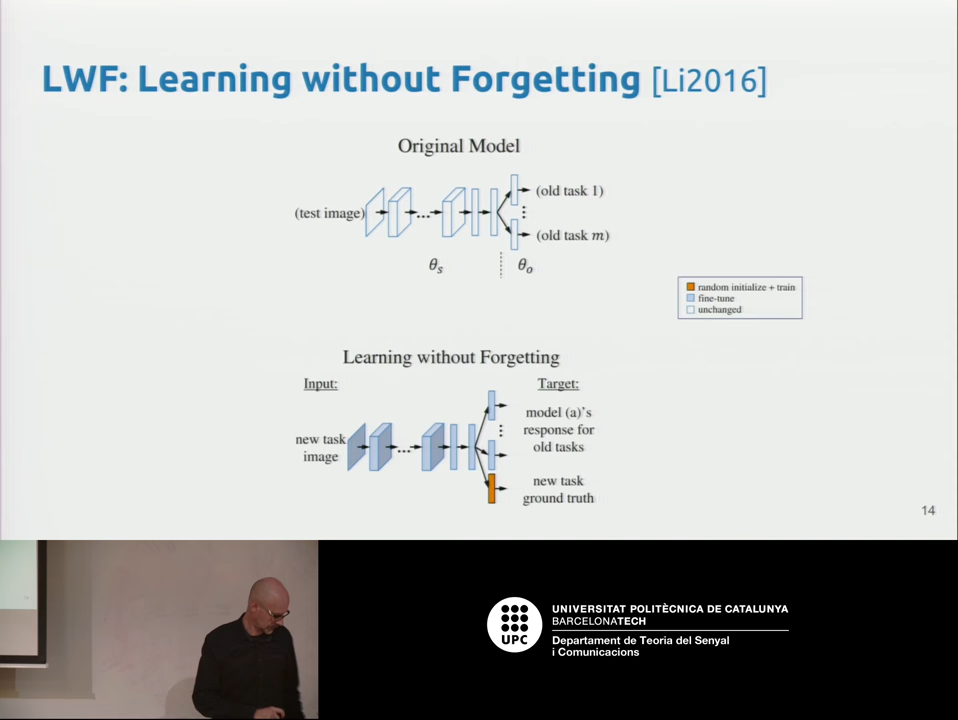 LWF: Learning without Forgetting [Li2016]
Original Model
(test image)
...
(old task 1)
(old task m)
θs
θo
random initialize + train
fine-tune
unchanged
Learning without Forgetting
Input:
Target:
new task
image
...
model (a)'s
response for
old tasks
new task
ground truth
14
UPC
UNIVERSITAT POLITÈCNICA DE CATALUNYA
BARCELONATECH
Departament de Teoria del Senyal
i Comunicacions